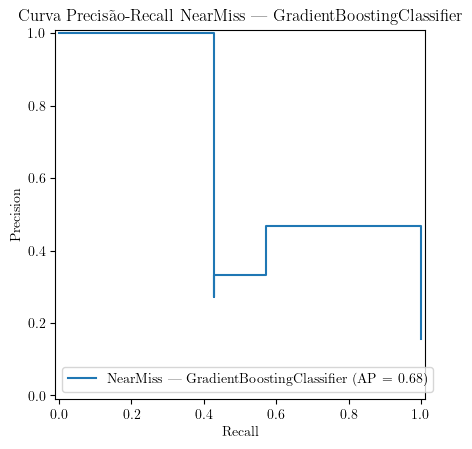 Curva Precisão-Recall NearMiss — GradientBoostingClassifier
1.0
0.8
0.6
0.4
0.2
0.0
Precision
NearMiss — GradientBoostingClassifier (AP = 0.68)
0.0 0.2 0.4 0.6 0.8 1.0
Recall